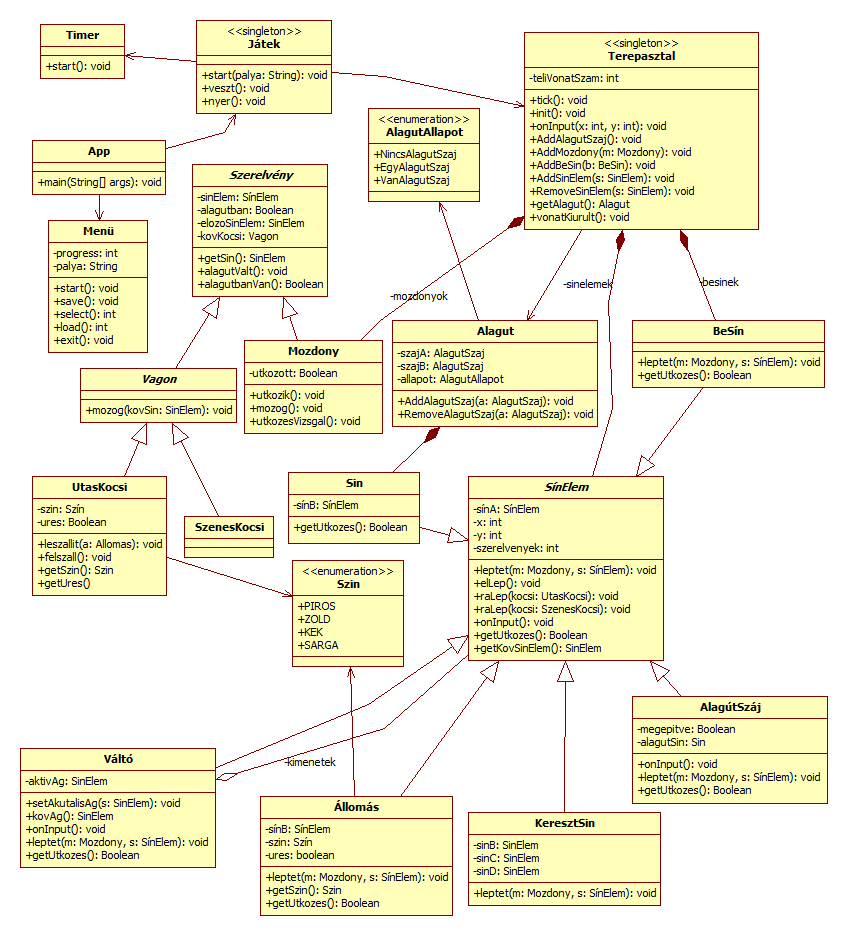 Timer
+start(): void
<<singleton>>
Játek
+start(palya: String): void
+veszt(): void
+nyer(): void
<<singleton>>
Terepasztal
-teliVonatSzam: int
+tick(): void
+init(): void
+onInput(x: int, y: int): void
+AddAlagutSzaj(): void
+AddMozdony(m: Mozdony): void
+AddBeSin(b: BeSin): void
+AddSinElem(s: SinElem): void
+RemoveSinElem(s: SinElem): void
+getAlagut(): Alagut
+vonatKiurult(): void
<<enumeration>>
AlagutAllapot
+NincsAlagutSzaj
+EgyAlagutSzaj
+VanAlagutSzaj
App
+main(String[] args): void
Szerelvény
-sinElem: SínElem
-alagutban: Boolean
-elozoSinElem: SinElem
-kovKocsi: Vagon
+getSin(): SinElem
+alagutValt(): void
+alagutbanVan(): Boolean
Menü
-progress: int
-palya: String
+start(): void
+save(): void
+select(): int
+load(): int
+exit(): void
-mozdonyok
-sinelemek
-besinek
Mozdony
-utkozott: Boolean
+utkozik(): void
+mozog(): void
+utkozesVizsgal(): void
Alagut
-szajA: AlagutSzaj
-szajB: AlagutSzaj
-allapot: AlagutAllapot
+AddAlagutSzaj(a: AlagutSzaj): void
+RemoveAlagutSzaj(a: AlagutSzaj): void
BeSín
+leptet(m: Mozdony, s: SínElem): void
+getUtkozes(): Boolean
Vagon
+mozog(kovSin: SinElem): void
UtasKocsi
-szin: Szín
-ures: Boolean
+leszallit(a: Allomas): void
+felszall(): void
+getSzin(): Szin
+getUres()
SzenesKocsi
Sin
-sínB: SínElem
+getUtkozes(): Boolean
SínElem
-sínA: SínElem
-x: int
-y: int
-szerelvenyek: int
+leptet(m: Mozdony, s: SínElem): void
+elLep(): void
+raLep(kocsi: UtasKocsi): void
+raLep(kocsi: SzenesKocsi): void
+onInput(): void
+getUtkozes(): Boolean
+getKovSinElem(): SinElem
<<enumeration>>
Szin
+PIROS
+ZOLD
+KEK
+SARGA
AlagútSzáj
-megepitve: Boolean
-alagutSin: Sin
+onInput(): void
+leptet(m: Mozdony, s: SínElem): void
+getUtkozes(): Boolean
-kimenetek
Váltó
-aktivAg: SinElem
+setAkutalisAg(s: SinElem): void
+kovAg(): SinElem
+onInput(): void
+leptet(m: Mozdony, s: SínElem): void
+getUtkozes(): Boolean
Állomás
-sínB: SínElem
-szin: Szín
-ures: boolean
+leptet(m: Mozdony, s: SínElem): void
+getSzin(): Szin
+getUtkozes(): Boolean
KeresztSin
-sinB: SinElem
-sinC: SinElem
-sinD: SinElem
+leptet(m: Mozdony, s: SínElem): void